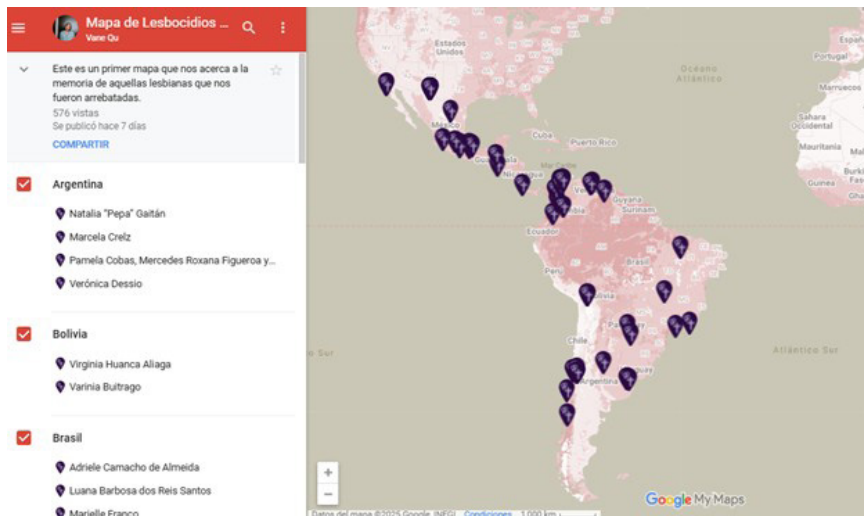 Mapa de Lesbocidios ...
Vane Qu
Este es un primer mapa que nos acerca a la
memoria de aquellas lesbianas que nos
fueron arrebatadas.
576 vistas
Se publicó hace 7 días
COMPARTIR
Argentina
Natalia "Pepa" Gaitán
Marcela Crelz
Pamela Cobas, Mercedes Roxana Figueroa y...
Verónica Dessio
Bolivia
Virginia Huanca Aliaga
Varinia Buitrago
Brasil
Adriele Camacho de Almeida
Luana Barbosa dos Reis Santos
Marielle Franco
Estados
Unidos
Océano
Atlántico
Portugal
Marruecos
Sahara
Occidental
Mauritania
Guinea
México
Cuba
Puerto Rico
Mar Caribe
Nicaragua
Guyana
Surinam
Ecuador
Perú
Brasil
Chile
Argentina
Atlántico Sur
Google My Maps
Datos del mapa ©2025 Google, INEGI
Condiciones
1.000 km